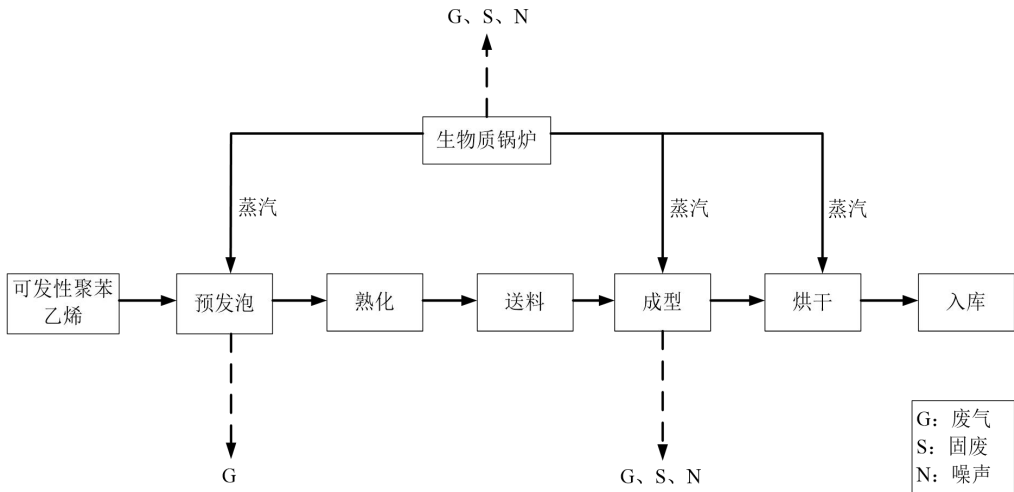 G、S、N
生物质锅炉
蒸汽
蒸汽
蒸汽
可发性聚苯
乙烯
预发泡
熟化
送料
成型
烘干
入库
G
G、S、N
G：废气
S：固废
N：噪声